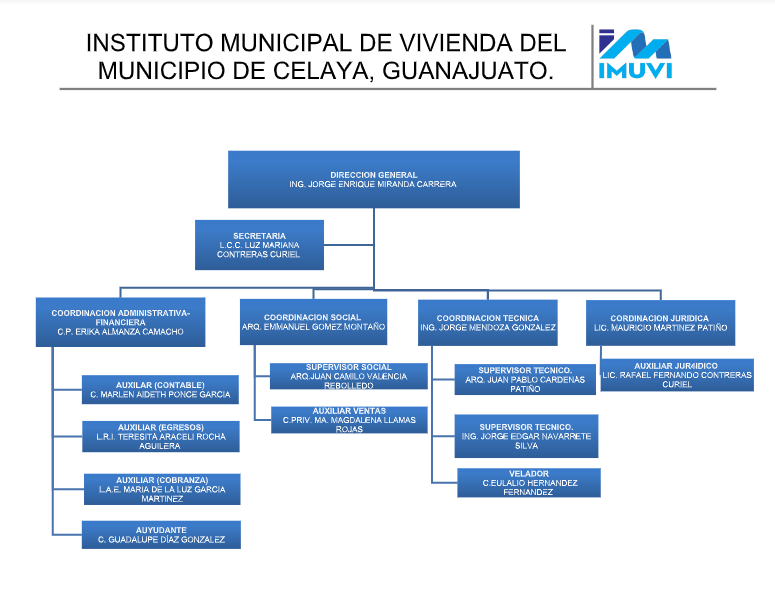 INSTITUTO MUNICIPAL DE VIVIENDA DEL
MUNICIPIO DE CELAYA, GUANAJUATO.
IMUVI
DIRECCION GENERAL
ING. JORGE ENRIQUE MIRANDA CARRERA
SECRETARIA
L.C.C. LUZ MARIANA
CONTRERAS CURIEL
COORDINACION ADMINISTRATIVA-
FINANCIERA
C.P. ERIKA ALMANZA CAMACHO
AUXILAR (CONTABLE)
C. MARLEN AIDETH PONCE GARCIA
AUXILIAR (EGRESOS)
L.R.I. TERESITA ARACELI ROCHA
AGUILERA
AUXILIAR (COBRANZA)
L.A.E. MARIA DE LA LUZ GARCIA
MARTINEZ
AUYUDANTE
C. GUADALUPE DÍAZ GONZALEZ
COORDINACION SOCIAL
ARQ. EMMANUEL GOMEZ MONTAÑO
SUPERVISOR SOCIAL
ARQ.JUAN CAMILO VALENCIA
REBOLLEDO
AUXILIAR VENTAS
C.PRIV. MA. MAGDALENA LLAMAS
ROJAS
COORDINACION TECNICA
ING. JORGE MENDOZA GONZALEZ
SUPERVISOR TECNICO.
ARQ. JUAN PABLO CARDENAS
PATIÑO
SUPERVISOR TECNICO.
ING. JORGE EDGAR NAVARRETE
SILVA
VELADOR
C.EULALIO HERNANDEZ
FERNANDEZ
CORDINACION JURIDICA
LIC. MAURICIO MARTINEZ PATIÑO
AUXILIAR JUR4IDICO
LIC. RAFAEL FERNANDO CONTRERAS
CURIEL